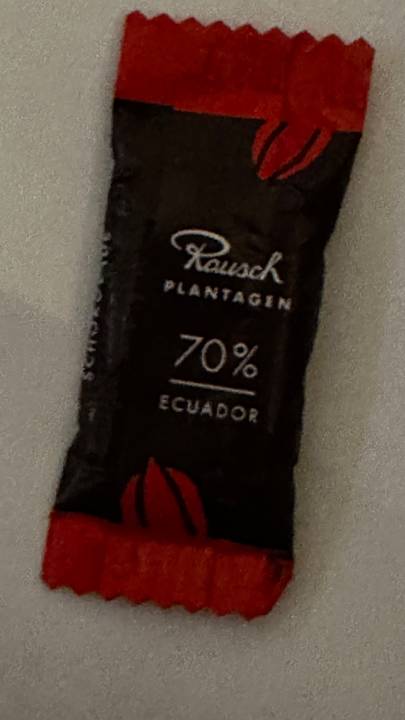 Rausch
PLANTAGEN
70%
ECUADOR